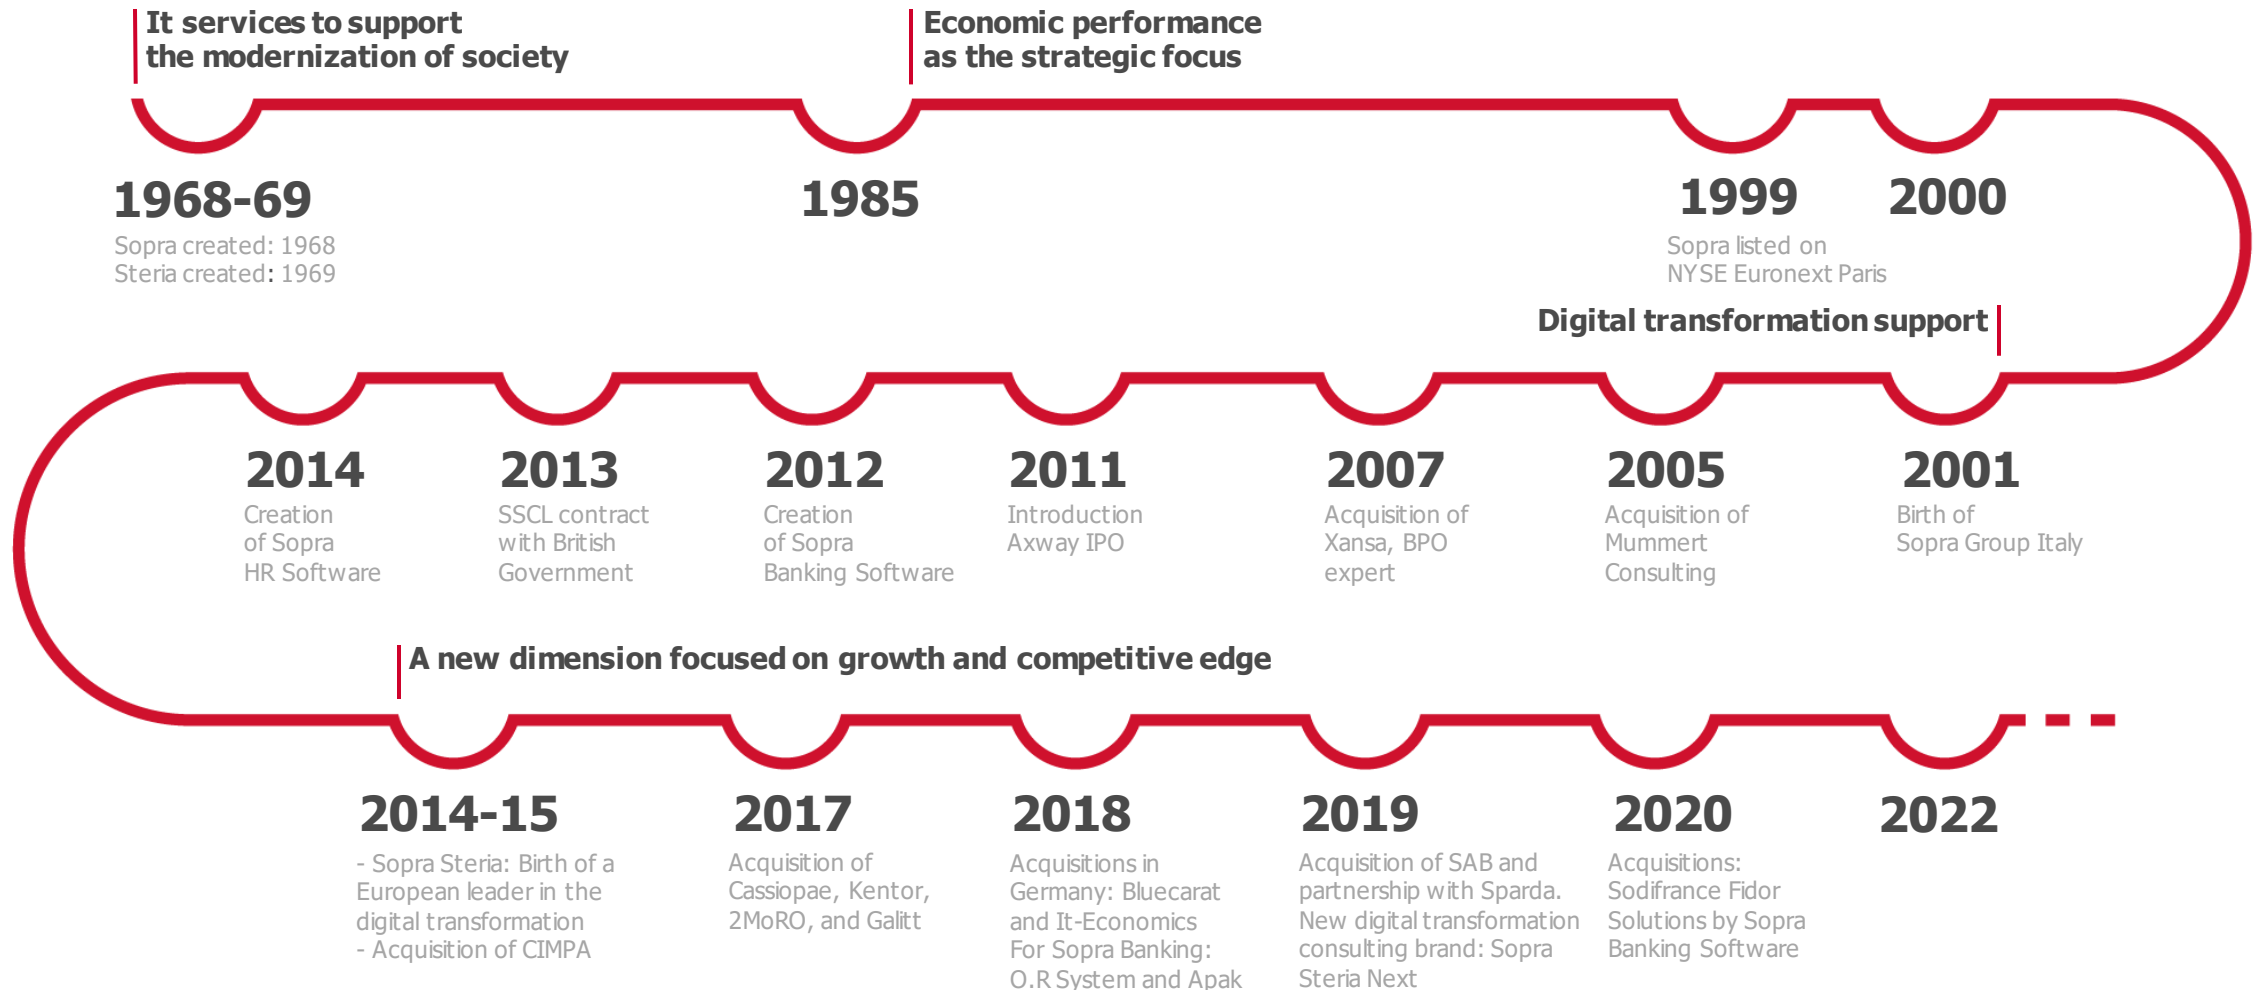 It services to support
the modernization of society
Economic performance
as the strategic focus
1968-69
Sopra created: 1968
Steria created: 1969
1985
1999
Sopra listed on
NYSE Euronext Paris
2000
Digital transformation support
2014
Creation
of Sopra
HR Software
2013
SSCL contract
with British
Government
2012
Creation
of Sopra
Banking Software
2011
Introduction
Axway IPO
2007
Acquisition of
Xansa, BPO
expert
2005
Acquisition of
Mummert
Consulting
2001
Birth of
Sopra Group Italy
A new dimension focused on growth and competitive edge
2014-15
- Sopra Steria: Birth of a
European leader in the
digital transformation
- Acquisition of CIMPA
2017
Acquisition of
Cassiopae, Kentor,
2MoRO, and Galitt
2018
Acquisitions in
Germany: Bluecarat
and It-Economics
For Sopra Banking:
O.R System and Apak
2019
Acquisition of SAB and
partnership with Sparda.
New digital transformation
consulting brand: Sopra
Steria Next
2020
Acquisitions:
Sodifrance Fidor
Solutions by Sopra
Banking Software
2022